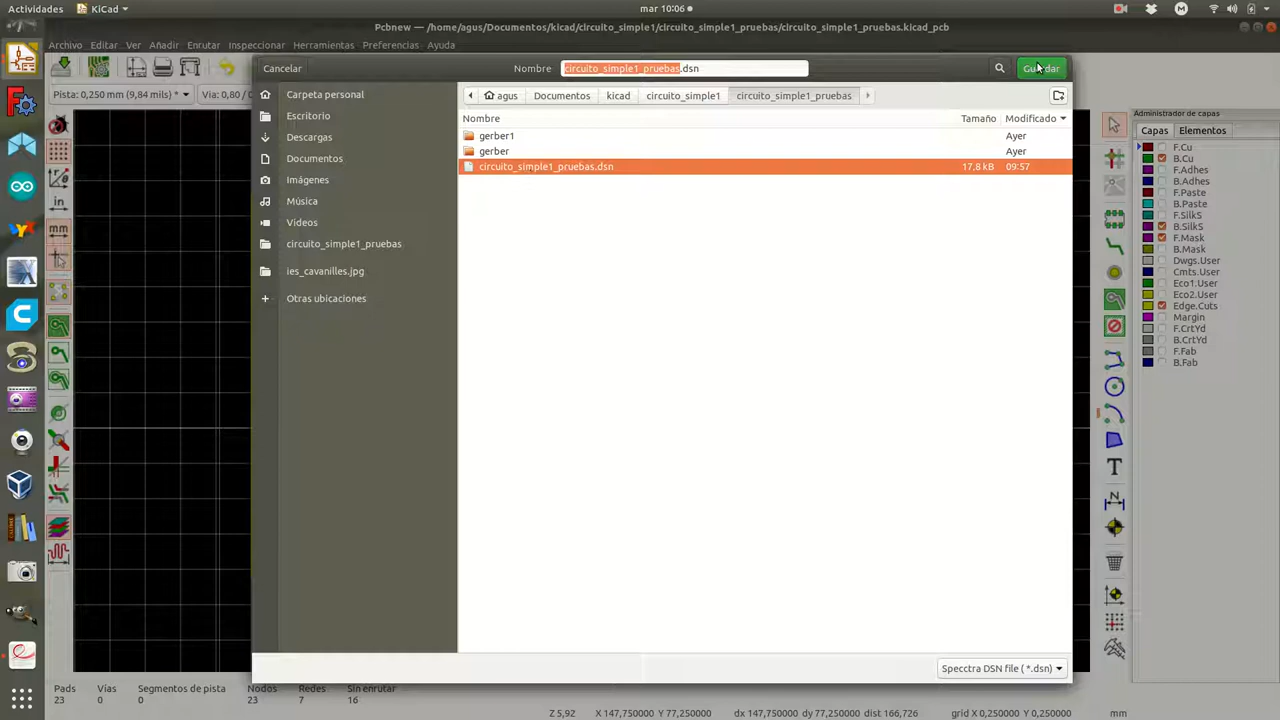 Actividades
KiCad
mar 10:06
Pcbnew — /home/agus/Documentos/kicad/circuito_simple1/circuito_simple1_pruebas/circuito_simple1_pruebas.kicad_pcb
Archivo Editar Ver Añadir Enrutar Inspeccionar Herramientas Preferencias Ayuda
Cancelar
Nombre
circuito_simple1_pruebas.dsn
Guardar
Pista: 0,250 mm (9,84 mils) *
Via: 0,80 / 0
agus Documentos kicad circuito_simple1 circuito_simple1_pruebas
Carpeta personal
Escritorio
Descargas
Documentos
Imágenes
Música
Vídeos
circuito_simple1_pruebas
ies_cavanilles.jpg
Otras ubicaciones
Nombre Tamaño Modificado
gerber1 Ayer
gerber Ayer
circuito_simple1_pruebas.dsn 17,8 kB 09:57
Specctra DSN file ( *.dsn)
in
mm
T
N
Administrador de capas
Capas Elementos
F.Cu
B.Cu
F.Adhes
B.Adhes
F.Paste
B.Paste
F.SilkS
B.SilkS
F.Mask
B.Mask
Dwgs.User
Cmts.User
Eco1.User
Eco2.User
Edge.Cuts
Margin
F.CrtYd
B.CrtYd
F.Fab
B.Fab
Pads Vías Segmentos de pista Nodos Redes Sin enrutar
23 0 0 23 7 16
Z 5,92 X 147,750000 Y 77,250000 dx 147,750000 dy 77,250000 dist 166,726 grid X 0,250000 Y 0,250000 mm